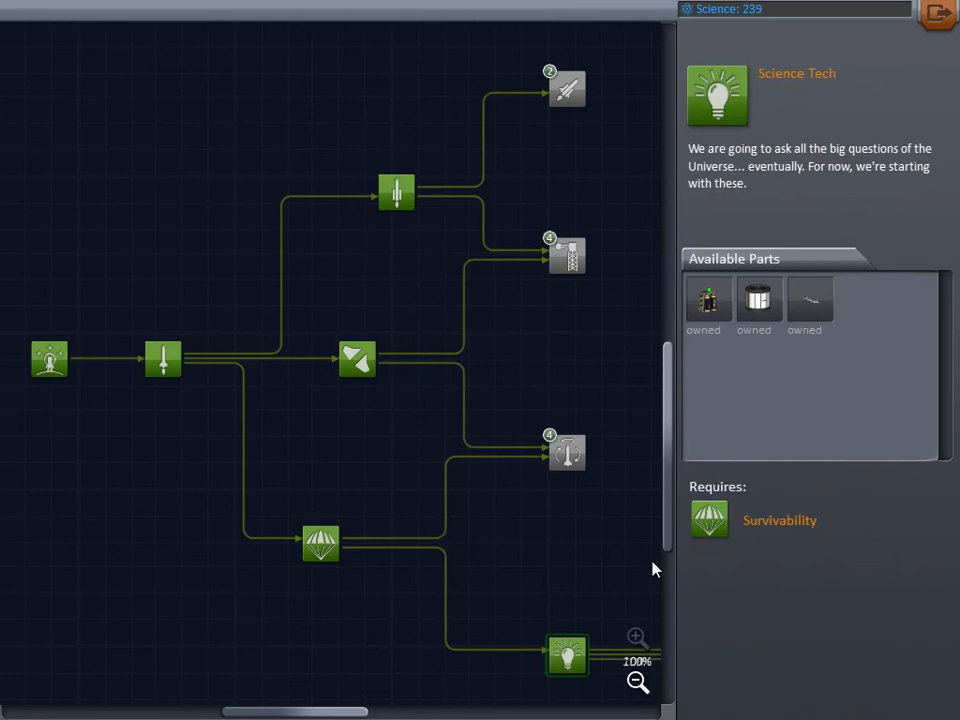 Science: 239
Science Tech
We are going to ask all the big questions of the
Universe... eventually. For now, we're starting
with these.
Available Parts
owned owned owned
Requires:
Survivability
2
4
4
100%